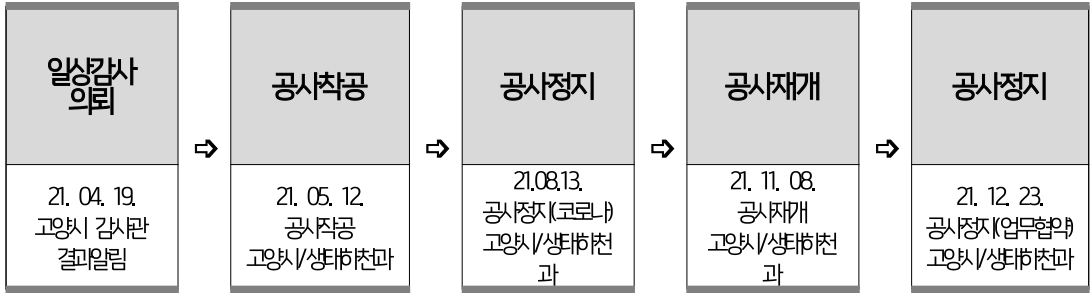 일상감사
의뢰
21. 04. 19.
고양시 감사관
결과알림
⇨
공사착공
21. 05. 12.
공사착공
고양시/생태하천과
⇨
공사정지
21.08.13.
공사정지(코로나)
고양시/생태하천
과
⇨
공사재개
21. 11. 08.
공사재개
고양시/생태하천
과
⇨
공사정지
21. 12. 23.
공사정지(업무협약)
고양시/생태하천과